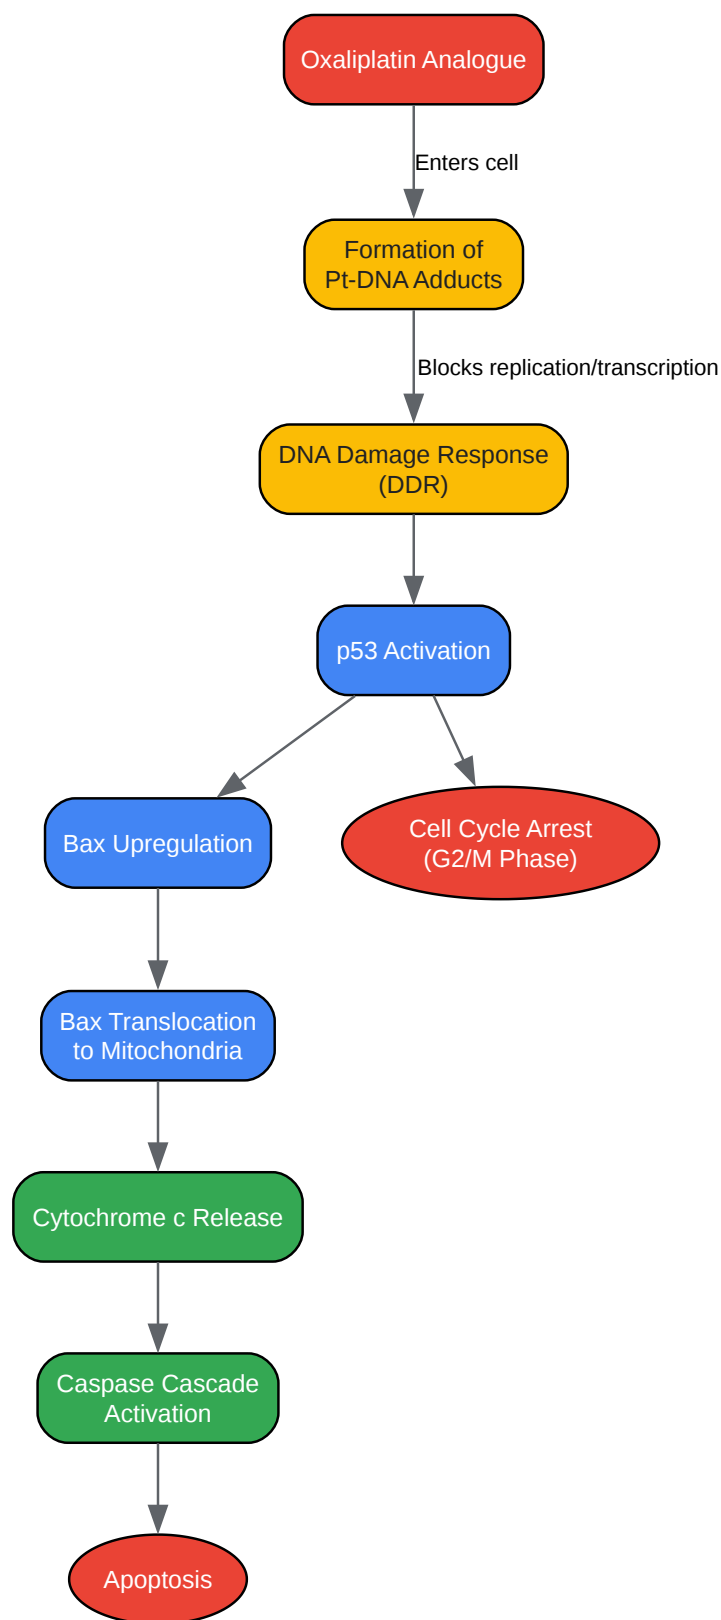 Oxaliplatin Analogue
Enters cell
Formation of
Pt-DNA Adducts
Blocks replication/transcription
DNA Damage Response
(DDR)
p53 Activation
Bax Upregulation
Cell Cycle Arrest
(G2/M Phase)
Bax Translocation
to Mitochondria
Cytochrome c Release
Caspase Cascade
Activation
Apoptosis